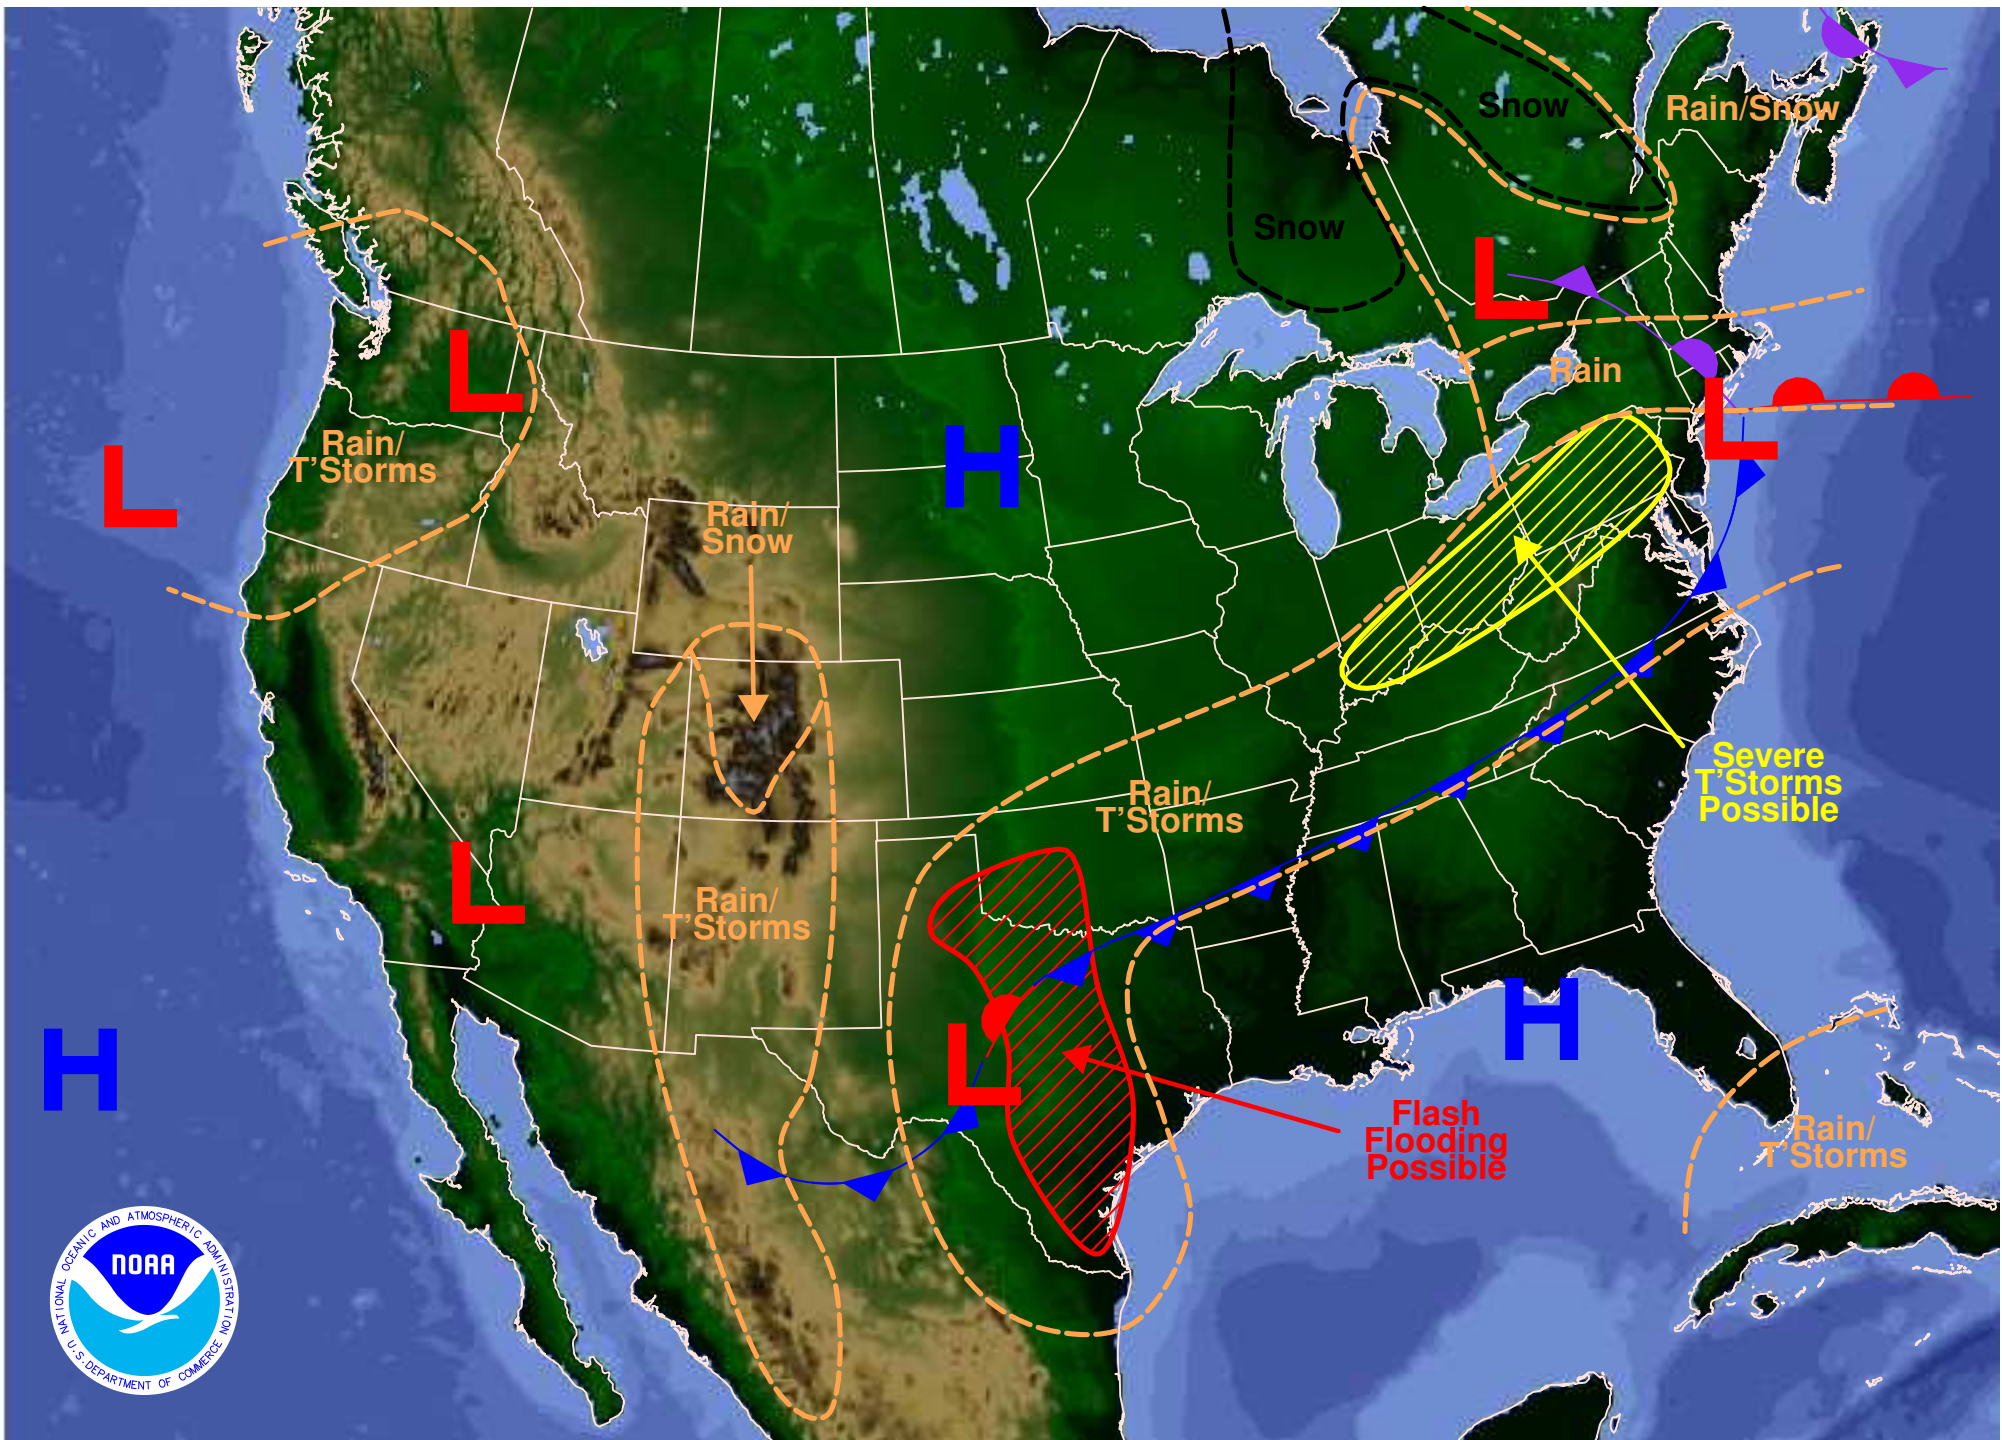 Snow
Rain/Snow
Snow
L
L
Rain
L
Rain/
T'Storms
H
L
L
Rain/
Snow
Severe
T'Storms
Possible
Rain/
T'Storms
L
Rain/
T'Storms
H
H
L
Flash
Flooding
Possible
Rain/
T'Storms
NATIONAL OCEANIC AND ATMOSPHERIC ADMINISTRATION
NOAA
U.S. DEPARTMENT OF COMMERCE